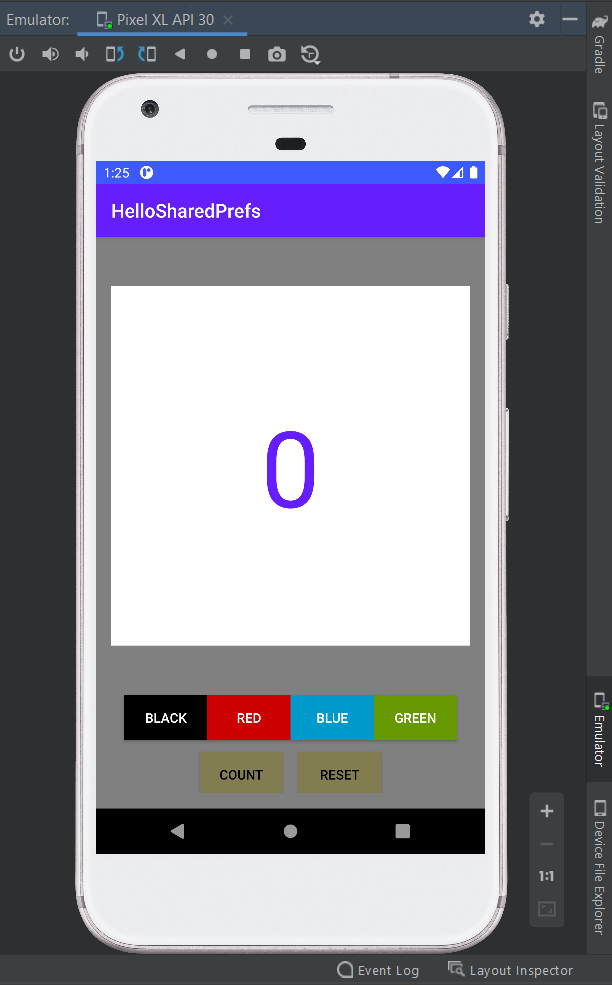 Emulator: Pixel XL API 30
Gradle
Layout Validation
1:25
HelloSharedPrefs
0
BLACK RED BLUE GREEN
COUNT RESET
Emulator
Device File Explorer
1:1
Event Log Layout Inspector